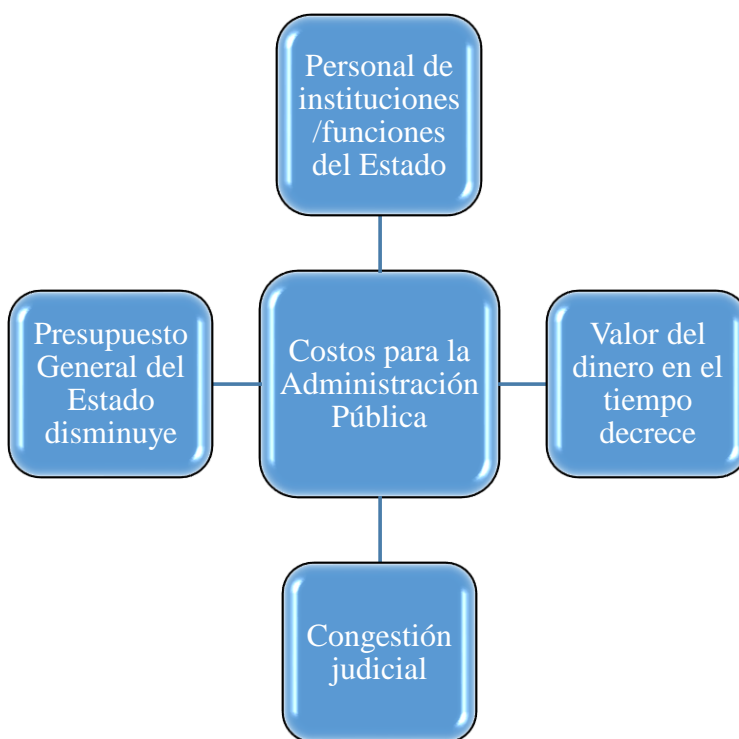 Personal de
instituciones
/funciones
del Estado
Presupuesto
General del
Estado
disminuye
Costos para la
Administración
Pública
Valor del
dinero en el
tiempo
decrece
Congestión
judicial